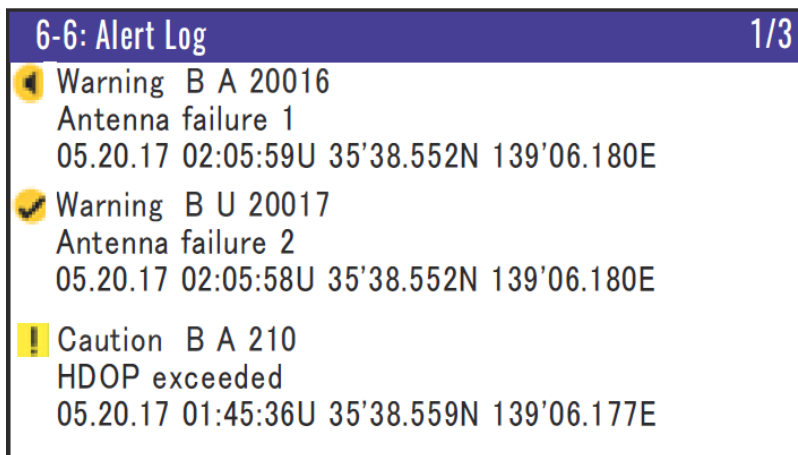 6-6: Alert Log 1/3
Warning B A 20016
Antenna failure 1
05.20.17 02:05:59U 35'38.552N 139'06.180E
Warning B U 20017
Antenna failure 2
05.20.17 02:05:58U 35'38.552N 139'06.180E
Caution B A 210
HDOP exceeded
05.20.17 01:45:36U 35'38.559N 139'06.177E